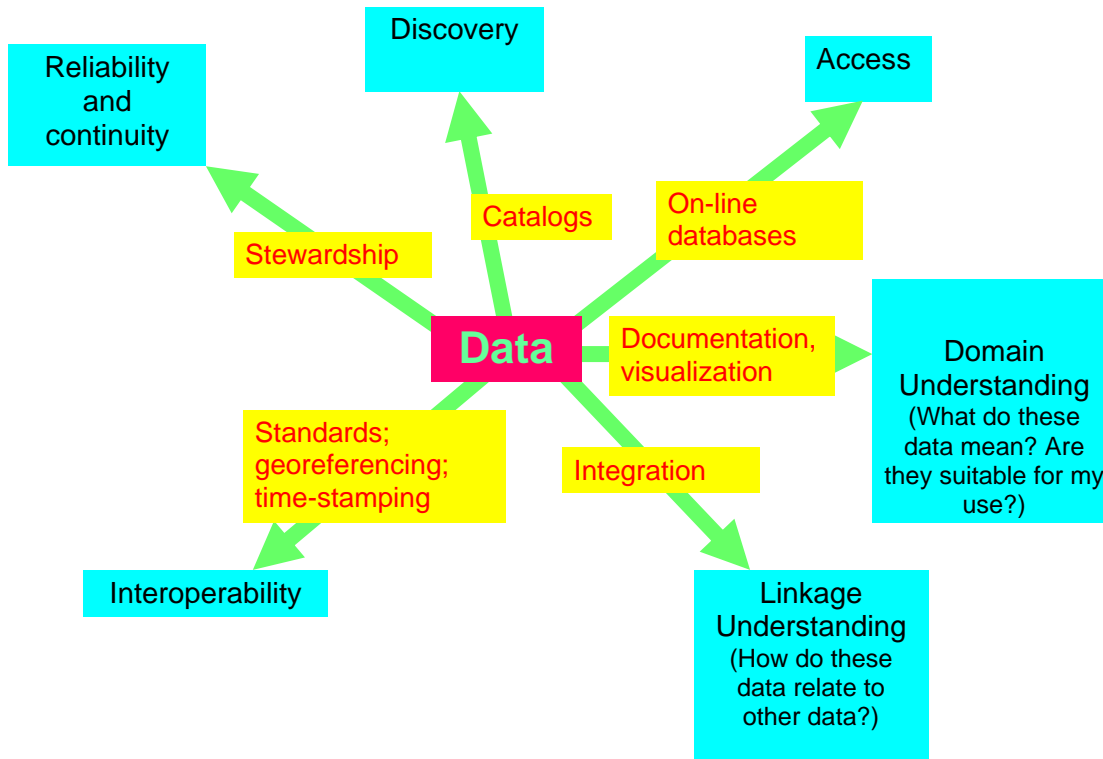 Discovery
Reliability
and
continuity
Access
Catalogs
On-line
databases
Stewardship
Data
Documentation,
visualization
Domain
Understanding
(What do these
data mean? Are
they suitable for my
use?)
Standards;
georeferencing;
time-stamping
Integration
Interoperability
Linkage
Understanding
(How do these
data relate to
other data?)